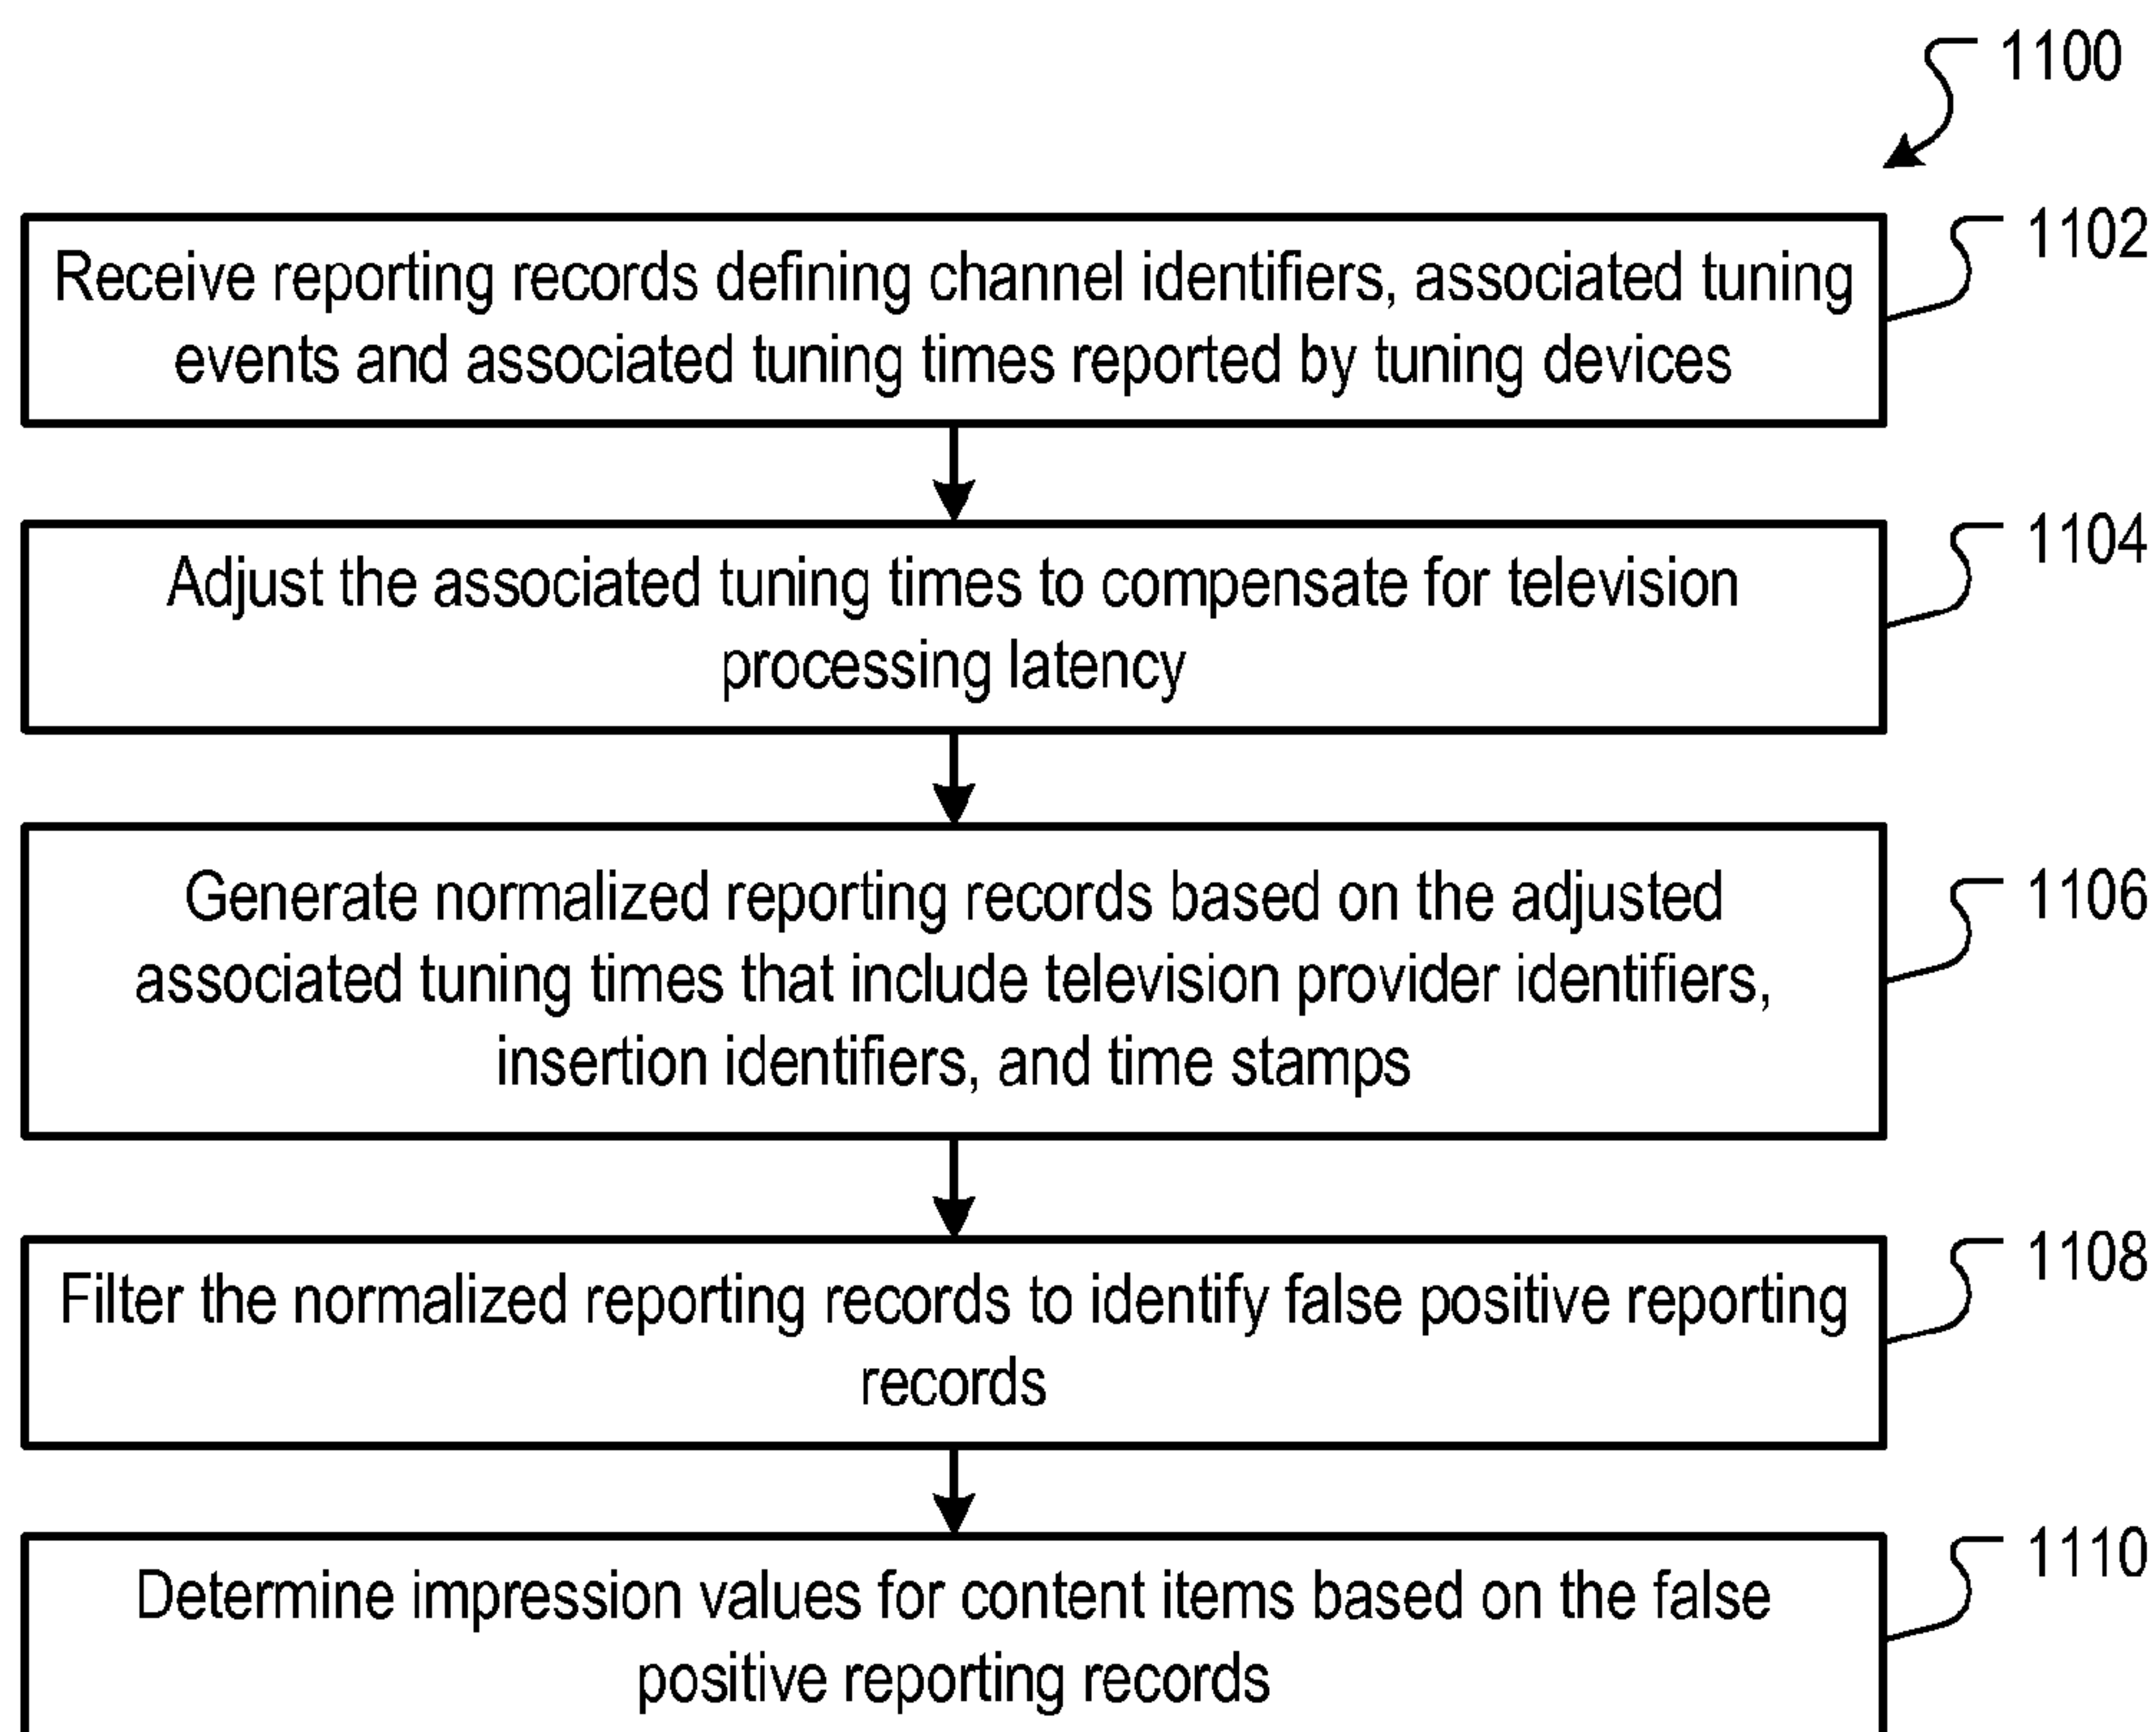 1100
1102
Receive reporting records defining channel identifiers, associated tuning
events and associated tuning times reported by tuning devices
1104
Adjust the associated tuning times to compensate for television
processing latency
1106
Generate normalized reporting records based on the adjusted
associated tuning times that include television provider identifiers,
insertion identifiers, and time stamps
1108
Filter the normalized reporting records to identify false positive reporting
records
1110
Determine impression values for content items based on the false
positive reporting records